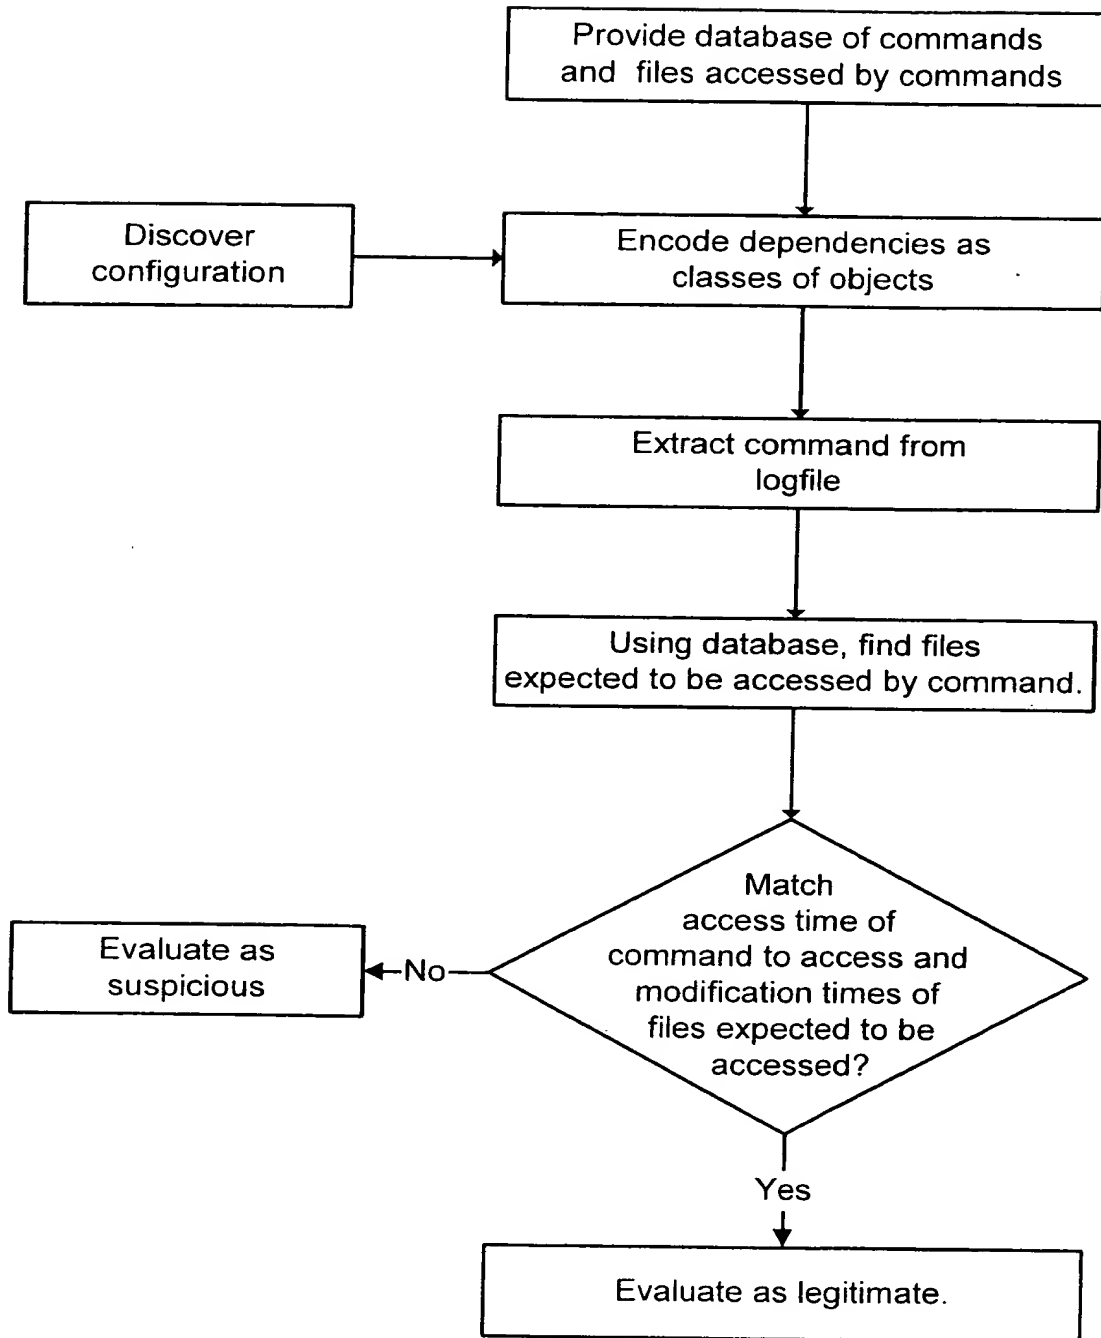 Provide database of commands
and files accessed by commands
Discover
configuration
Encode dependencies as
classes of objects
Extract command from
logfile
Using database, find files
expected to be accessed by command.
Match
access time of
command to access and
modification times of
files expected to be
accessed?
No
Evaluate as
suspicious
Yes
Evaluate as legitimate.